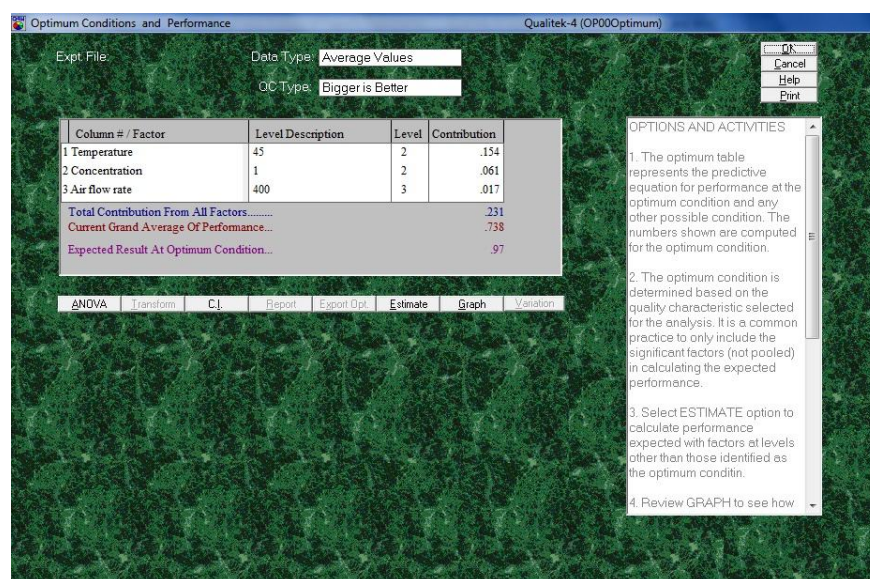 Optimum Conditions and Performance
Qualitek-4 (OP00Optimum)
Expt File:
Data Type: Average Values
QC Type: Bigger is Better
OK
Cancel
Help
Print
Column # / Factor Level Description Level Contribution
1 Temperature 45 2 .154
2 Concentration 1 2 .061
3 Air flow rate 400 3 .017
Total Contribution From All Factors......... .231
Current Grand Average Of Performance... .738
Expected Result At Optimum Condition... .97
ANOVA Transform C.I. Report Export Opt. Estimate Graph Variation
OPTIONS AND ACTIVITIES
1. The optimum table
represents the predictive
equation for performance at the
optimum condition and any
other possible condition. The
numbers shown are computed
for the optimum condition.
2. The optimum condition is
determined based on the
quality characteristic selected
for the analysis. It is a common
practice to only include the
significant factors (not pooled)
in calculating the expected
performance.
3. Select ESTIMATE option to
calculate performance
expected with factors at levels
other than those identified as
the optimum conditin.
4. Review GRAPH to see how